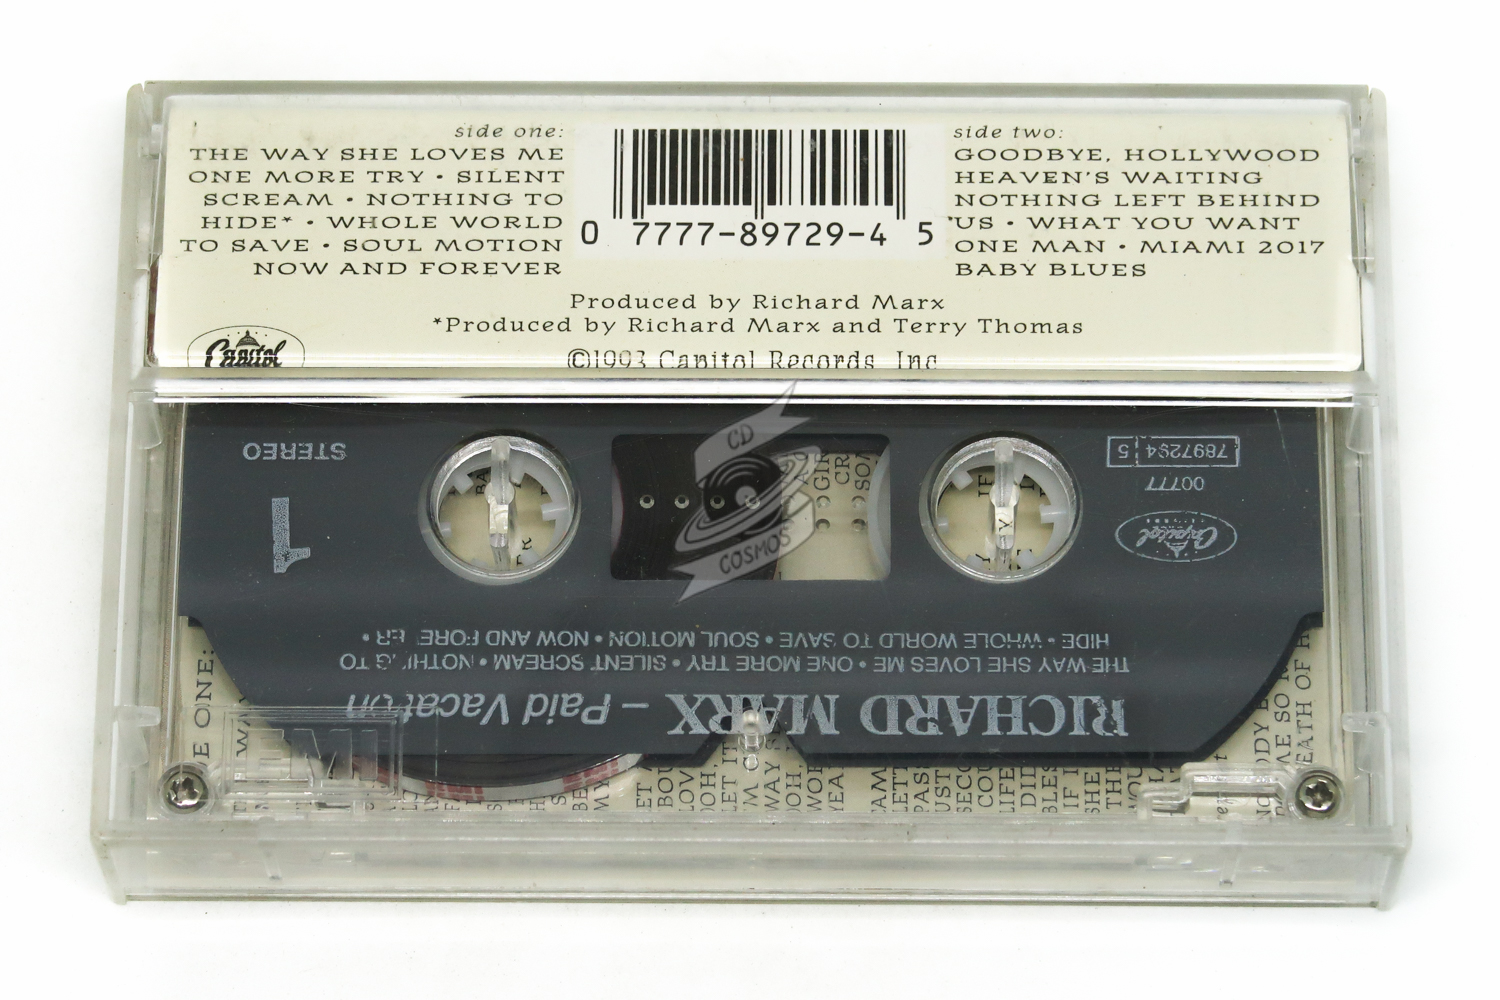 side one:
THE WAY SHE LOVES ME
ONE MORE TRY • SILENT
SCREAM • NOTHING TO
HIDE* • WHOLE WORLD
TO SAVE • SOUL MOTION
NOW AND FOREVER
0 7777-89729-4 5
side two:
GOODBYE, HOLLYWOOD
HEAVEN'S WAITING
NOTHING LEFT BEHIND
US • WHAT YOU WANT
ONE MAN • MIAMI 2017
BABY BLUES
Produced by Richard Marx
*Produced by Richard Marx and Terry Thomas
©1993 Capitol Records, Inc
Capitol
CD
COSMOS
STEREO
1
7897294 5
00777
Capitol
RICHARD MARX – Paid Vacation
THE WAY SHE LOVES ME • ONE MORE TRY • SILENT SCREAM • NOTHING TO
HIDE • WHOLE WORLD TO SAVE • SOUL MOTION • NOW AND FOREVER •